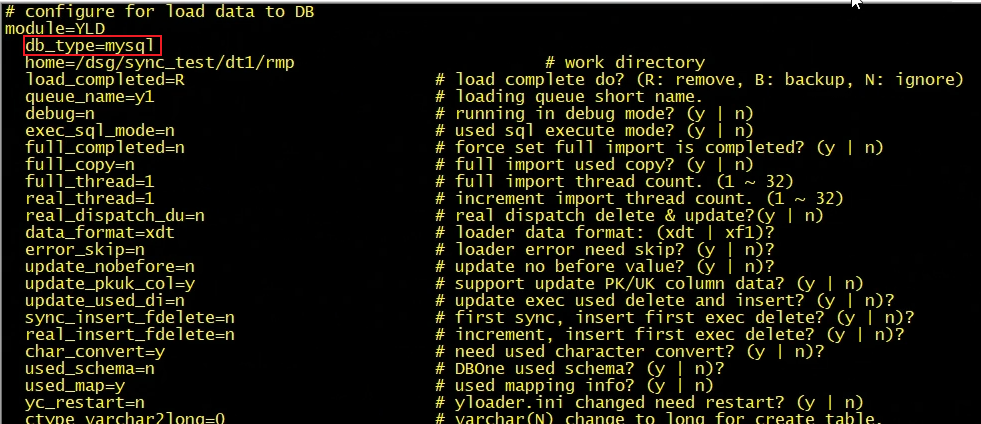 # configure for load data to DB
module=YLD
db_type=mysql
home=/dsg/sync_test/dt1/rmp # work directory
load_completed=R # load complete do? (R: remove, B: backup, N: ignore)
queue_name=y1 # loading queue short name.
debug=n # running in debug mode? (y | n)
exec_sql_mode=n # used sql execute mode? (y | n)
full_completed=n # force set full import is completed? (y | n)
full_copy=n # full import used copy? (y | n)
full_thread=1 # full import thread count. (1 ~ 32)
real_thread=1 # increment import thread count. (1 ~ 32)
real_dispatch_du=n # real dispatch delete & update?(y | n)
data_format=xdt # loader data format: (xdt | xf1)?
error_skip=n # loader error need skip? (y | n)?
update_nobefore=n # update no before value? (y | n)?
update_pkuk_col=y # support update PK/UK column data? (y | n)
update_used_di=n # update exec used delete and insert? (y | n)?
sync_insert_fdelete=n # first sync, insert first exec delete? (y | n)?
real_insert_fdelete=n # increment, insert first exec delete? (y | n)?
char_convert=y # need used character convert? (y | n)?
used_schema=n # DBOne used schema? (y | n)?
used_map=y # used mapping info? (y | n)
yc_restart=n # yloader.ini changed need restart? (y | n)
ctype_varchar2long=0 # varchar(N) change to long for create table.